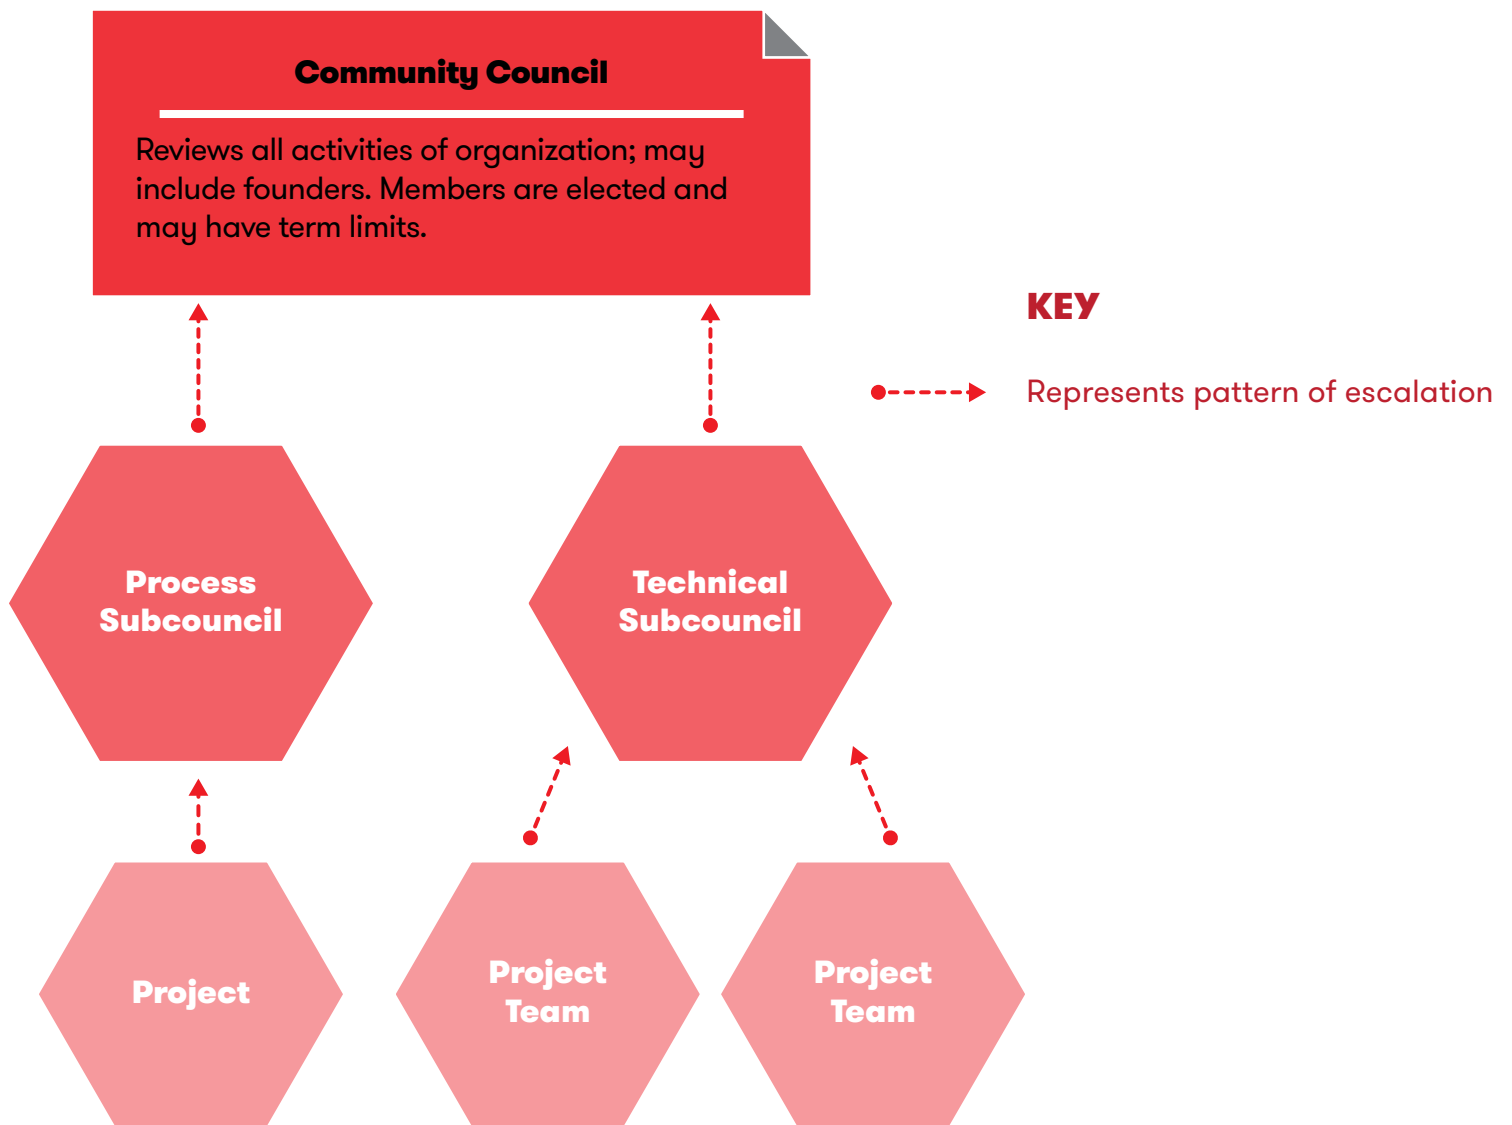 Community Council
Reviews all activities of organization; may
include founders. Members are elected and
may have term limits.
KEY
Represents pattern of escalation
Process
Subcouncil
Technical
Subcouncil
Project
Project
Team
Project
Team